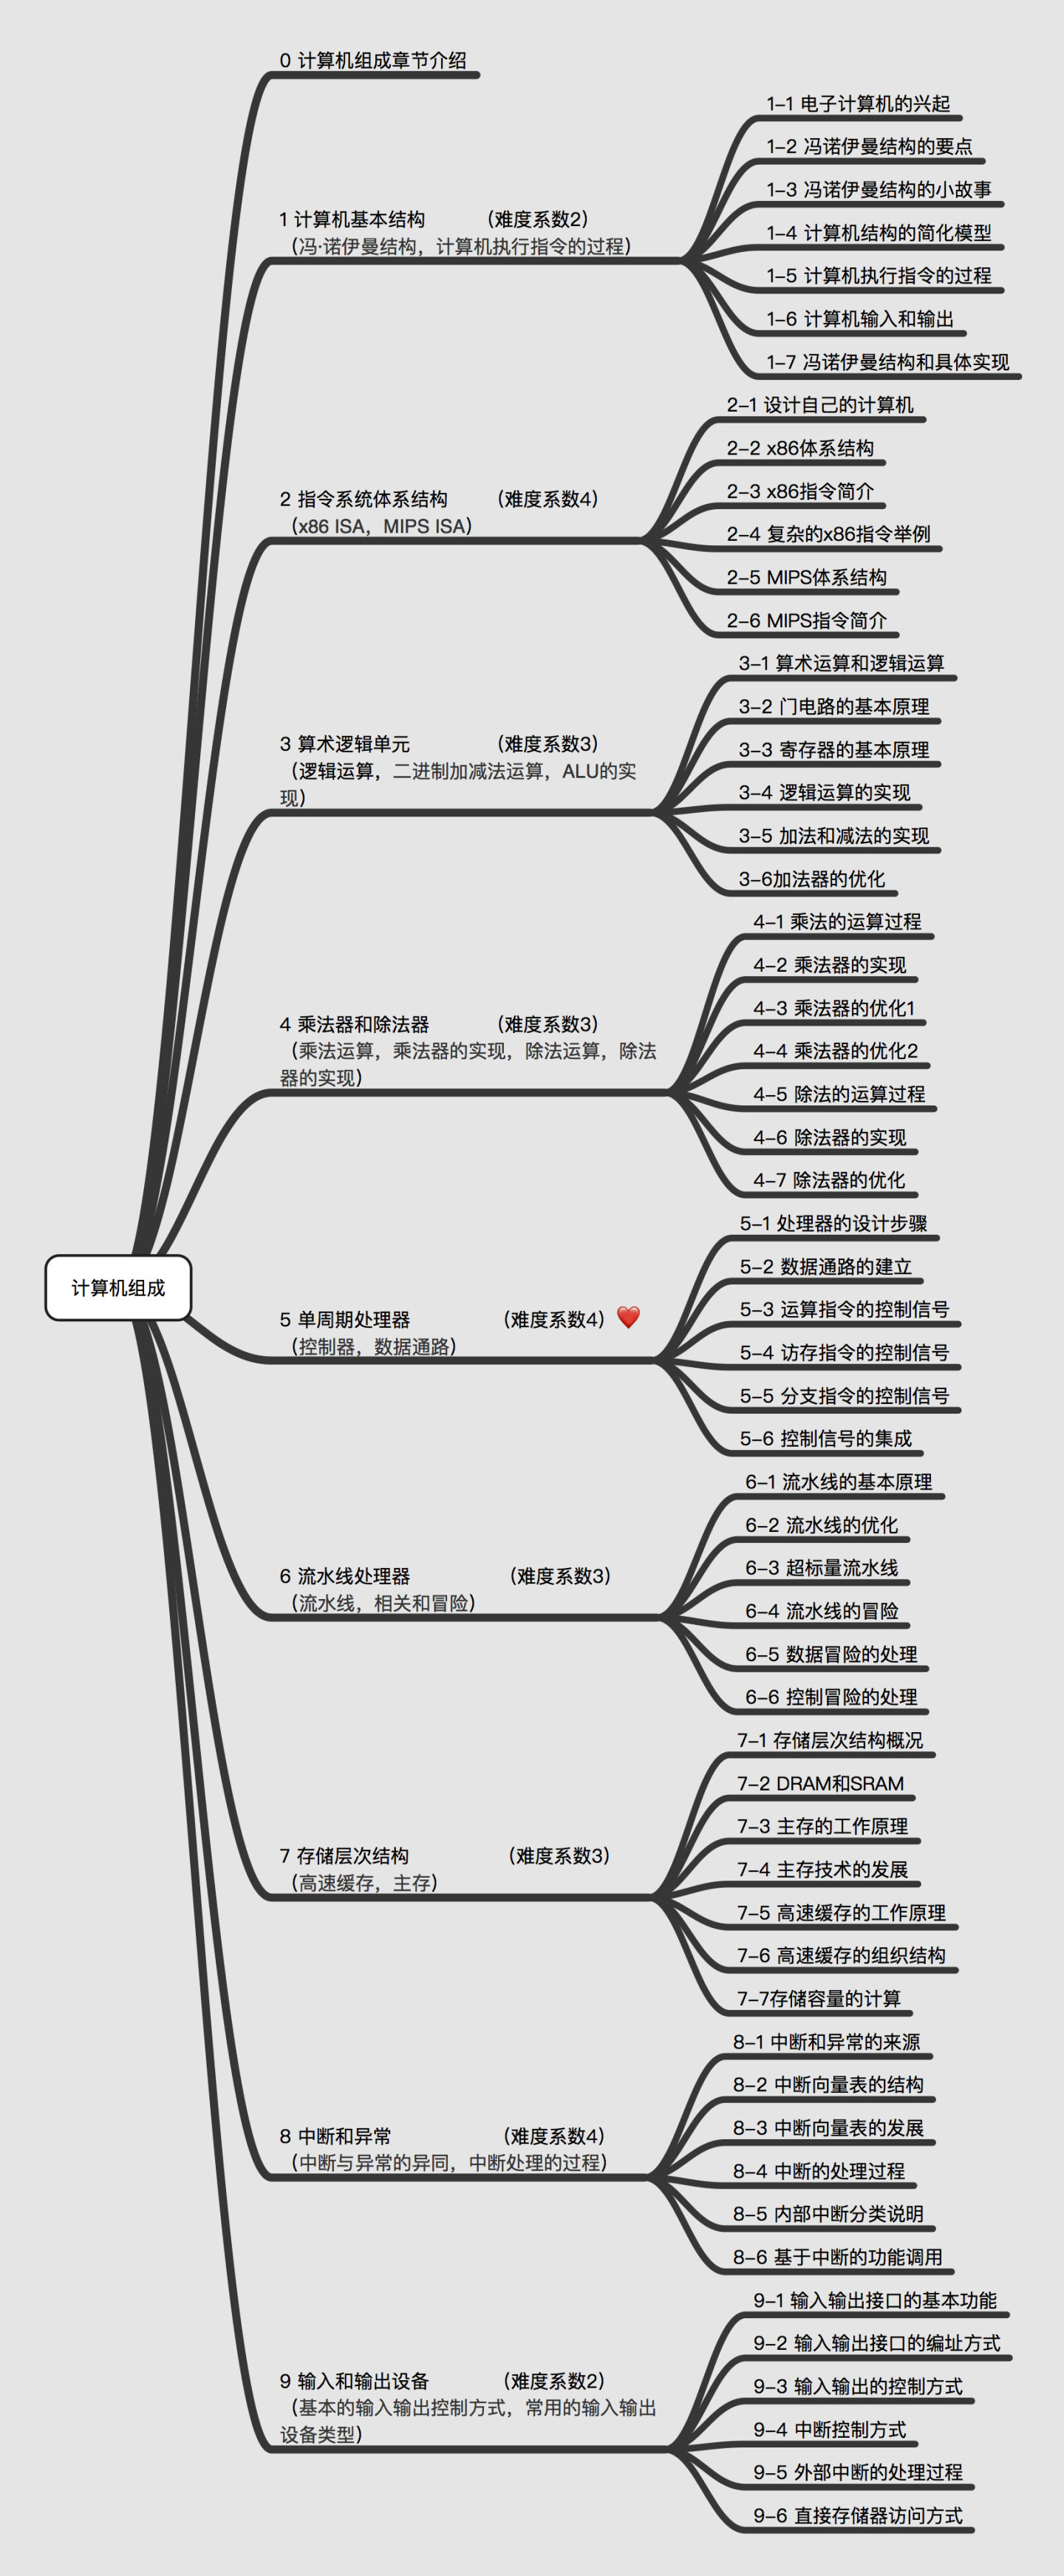 0 计算机组成章节介绍
1 计算机基本结构 （难度系数2）
（冯·诺伊曼结构，计算机执行指令的过程）
1-1 电子计算机的兴起
1-2 冯诺伊曼结构的要点
1-3 冯诺伊曼结构的小故事
1-4 计算机结构的简化模型
1-5 计算机执行指令的过程
1-6 计算机输入和输出
1-7 冯诺伊曼结构和具体实现
2 指令系统体系结构 （难度系数4）
（x86 ISA，MIPS ISA）
2-1 设计自己的计算机
2-2 x86体系结构
2-3 x86指令简介
2-4 复杂的x86指令举例
2-5 MIPS体系结构
2-6 MIPS指令简介
3 算术逻辑单元 （难度系数3）
（逻辑运算，二进制加减法运算，ALU的实
现）
3-1 算术运算和逻辑运算
3-2 门电路的基本原理
3-3 寄存器的基本原理
3-4 逻辑运算的实现
3-5 加法和减法的实现
3-6加法器的优化
4 乘法器和除法器 （难度系数3）
（乘法运算，乘法器的实现，除法运算，除法
器的实现）
4-1 乘法的运算过程
4-2 乘法器的实现
4-3 乘法器的优化1
4-4 乘法器的优化2
4-5 除法的运算过程
4-6 除法器的实现
4-7 除法器的优化
计算机组成
5 单周期处理器 （难度系数4）❤️
（控制器，数据通路）
5-1 处理器的设计步骤
5-2 数据通路的建立
5-3 运算指令的控制信号
5-4 访存指令的控制信号
5-5 分支指令的控制信号
5-6 控制信号的集成
6 流水线处理器 （难度系数3）
（流水线，相关和冒险）
6-1 流水线的基本原理
6-2 流水线的优化
6-3 超标量流水线
6-4 流水线的冒险
6-5 数据冒险的处理
6-6 控制冒险的处理
7 存储层次结构 （难度系数3）
（高速缓存，主存）
7-1 存储层次结构概况
7-2 DRAM和SRAM
7-3 主存的工作原理
7-4 主存技术的发展
7-5 高速缓存的工作原理
7-6 高速缓存的组织结构
7-7存储容量的计算
8 中断和异常 （难度系数4）
（中断与异常的异同，中断处理的过程）
8-1 中断和异常的来源
8-2 中断向量表的结构
8-3 中断向量表的发展
8-4 中断的处理过程
8-5 内部中断分类说明
8-6 基于中断的功能调用
9 输入和输出设备 （难度系数2）
（基本的输入输出控制方式，常用的输入输出
设备类型）
9-1 输入输出接口的基本功能
9-2 输入输出接口的编址方式
9-3 输入输出的控制方式
9-4 中断控制方式
9-5 外部中断的处理过程
9-6 直接存储器访问方式